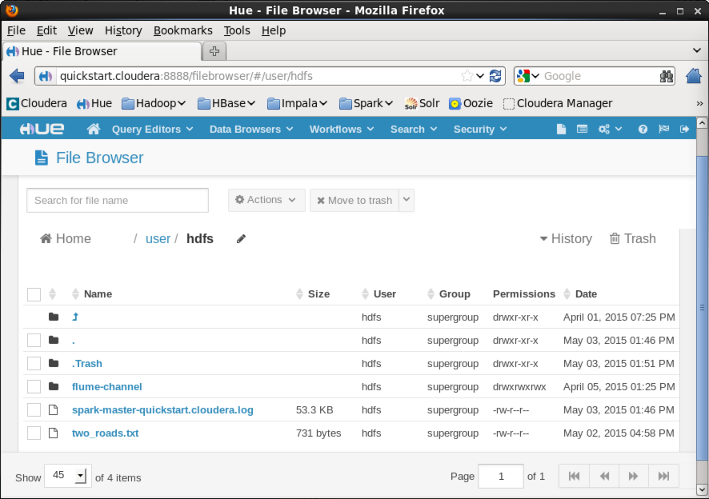 Hue - File Browser - Mozilla Firefox
File Edit View History Bookmarks Tools Help
Hue - File Browser
quickstart.cloudera:8888/filebrowser/#/user/hdfs Google
Cloudera Hue Hadoop HBase Impala Spark Solr Oozie Cloudera Manager »
HUE Query Editors Data Browsers Workflows Search Security
File Browser
Search for file name Actions Move to trash
Home / user / hdfs History Trash
Name Size User Group Permissions Date
hdfs supergroup drwxr-xr-x April 01, 2015 07:25 PM
. hdfs supergroup drwxr-xr-x May 03, 2015 01:46 PM
.Trash hdfs supergroup drwxr-xr-x May 03, 2015 01:51 PM
flume-channel hdfs supergroup drwxrwxrwx April 05, 2015 01:25 PM
spark-master-quickstart.cloudera.log 53.3 KB hdfs supergroup -rw-r--r-- May 03, 2015 01:46 PM
two_roads.txt 731 bytes hdfs supergroup -rw-r--r-- May 02, 2015 04:58 PM
Show 45 of 4 items Page 1 of 1